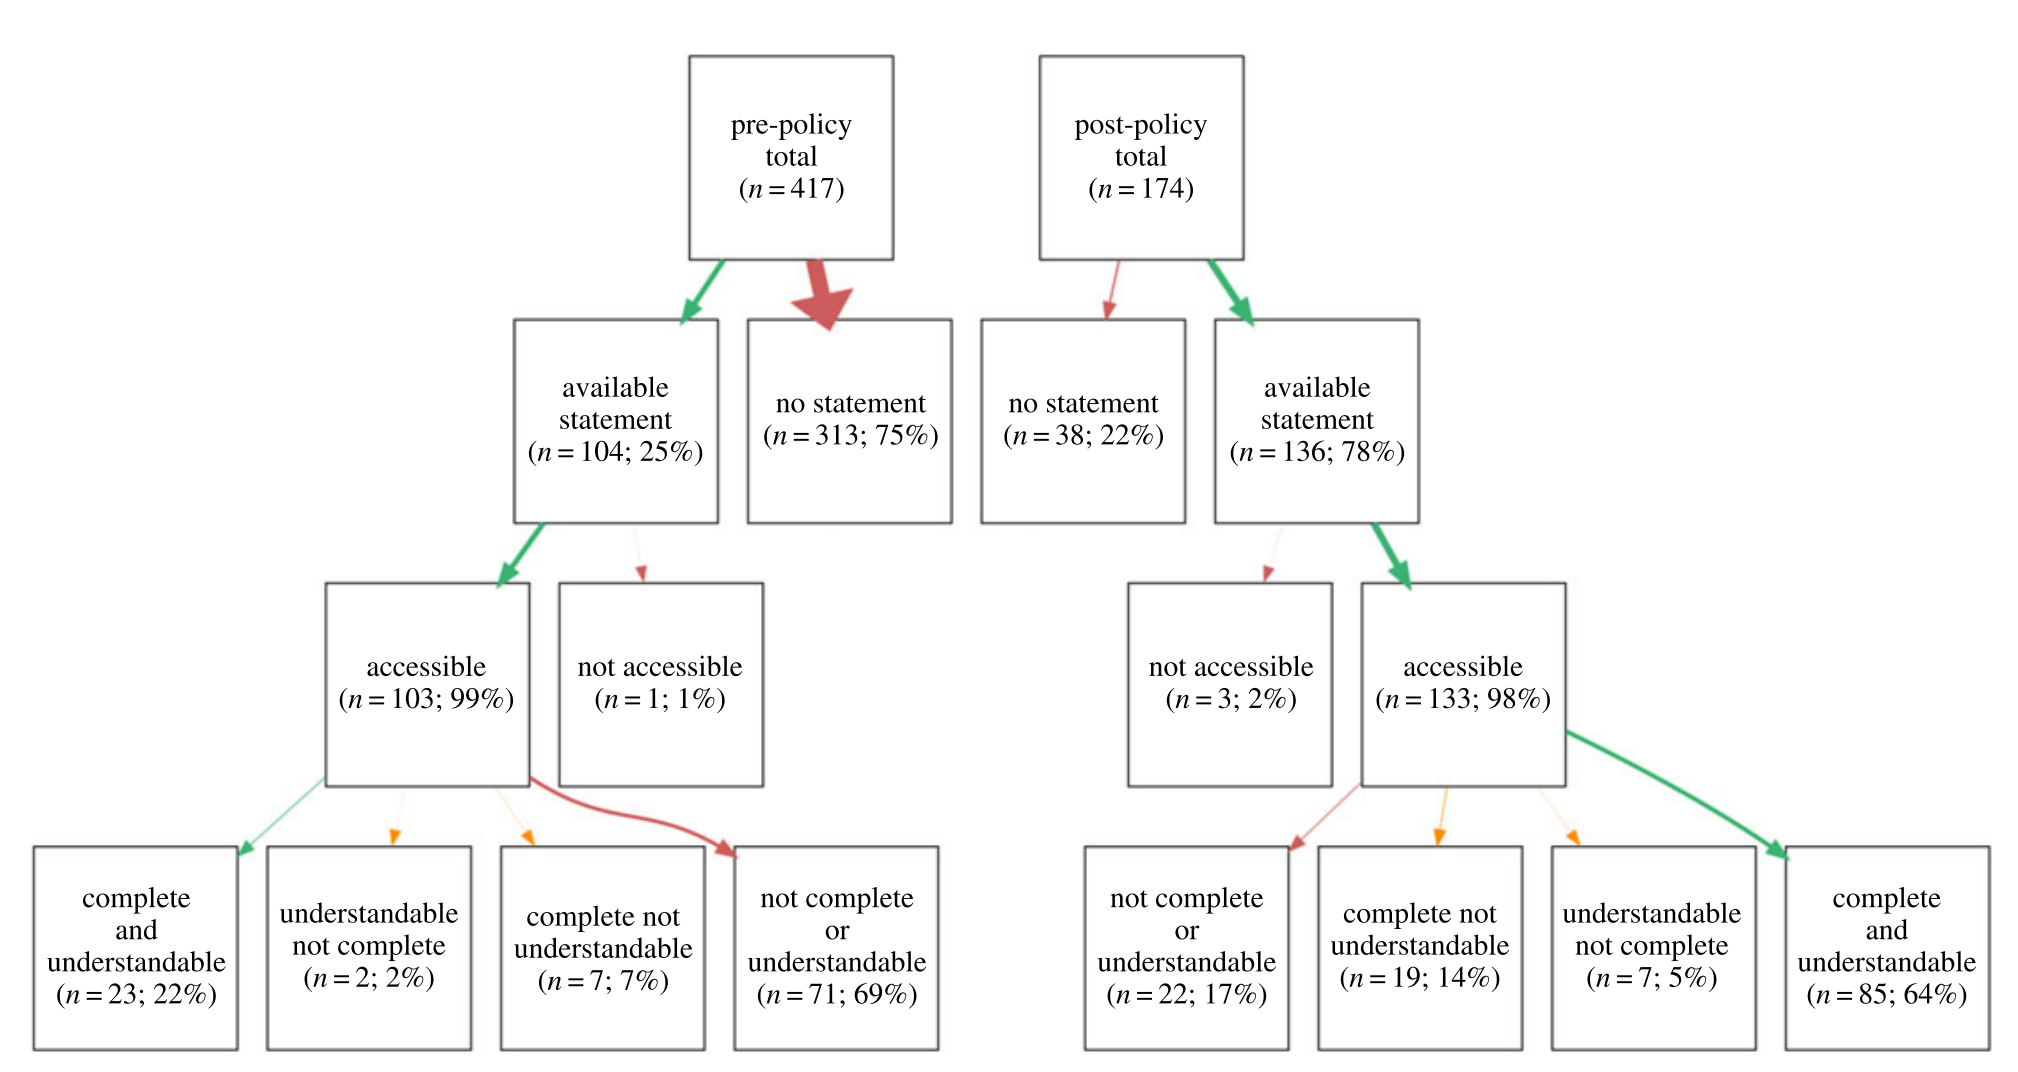 pre-policy
total
(n = 417)
post-policy
total
(n = 174)
available
statement
(n = 104; 25%)
no statement
(n = 313; 75%)
no statement
(n = 38; 22%)
available
statement
(n = 136; 78%)
accessible
(n = 103; 99%)
not accessible
(n = 1; 1%)
not accessible
(n = 3; 2%)
accessible
(n = 133; 98%)
complete
and
understandable
(n = 23; 22%)
understandable
not complete
(n = 2; 2%)
complete not
understandable
(n = 7; 7%)
not complete
or
understandable
(n = 71; 69%)
not complete
or
understandable
(n = 22; 17%)
complete not
understandable
(n = 19; 14%)
understandable
not complete
(n = 7; 5%)
complete
and
understandable
(n = 85; 64%)